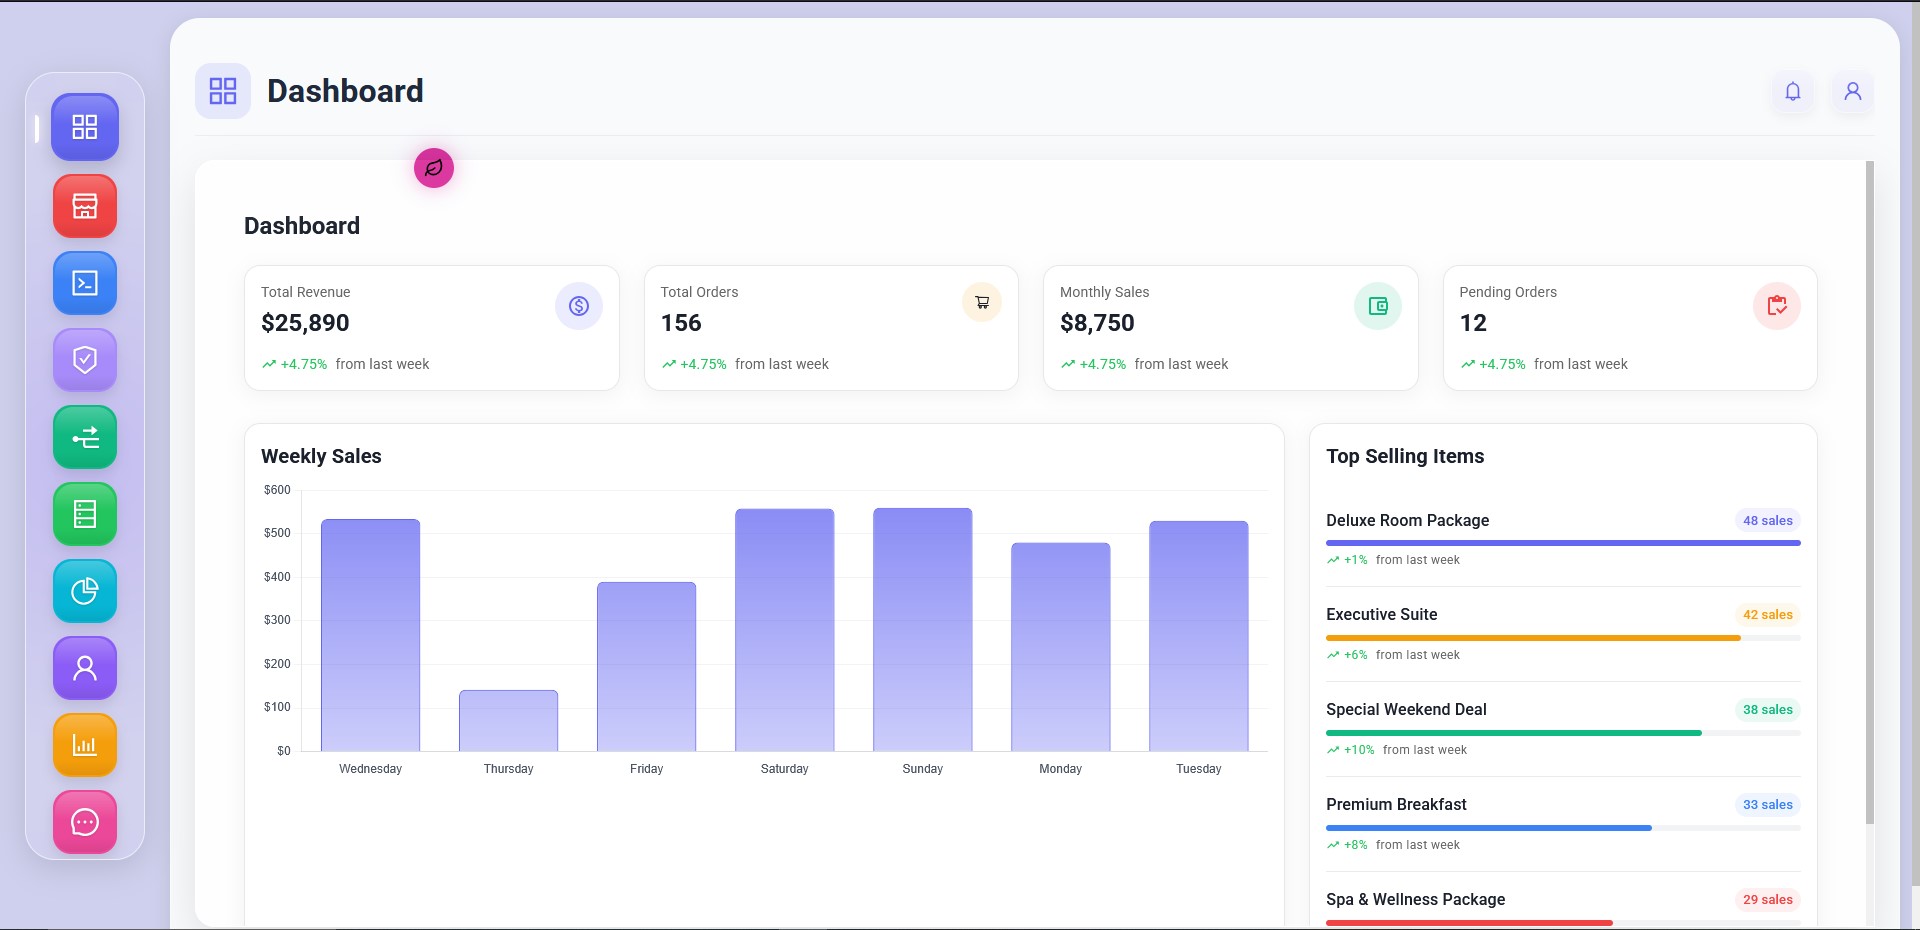 Dashboard
Dashboard
Total Revenue
$25,890
+4.75% from last week
Total Orders
156
+4.75% from last week
Monthly Sales
$8,750
+4.75% from last week
Pending Orders
12
+4.75% from last week
Weekly Sales
$600
$500
$400
$300
$200
$100
$0
Wednesday Thursday Friday Saturday Sunday Monday Tuesday
Top Selling Items
Deluxe Room Package 48 sales
+1% from last week
Executive Suite 42 sales
+6% from last week
Special Weekend Deal 38 sales
+10% from last week
Premium Breakfast 33 sales
+8% from last week
Spa & Wellness Package 29 sales